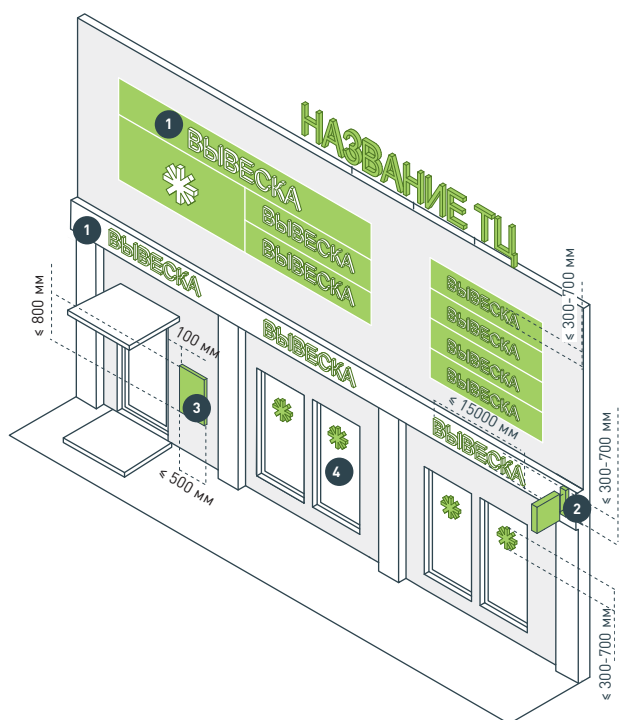 НАЗВАНИЕ ТЦ
1
ВЫВЕСКА
ВЫВЕСКА
ВЫВЕСКА
1
ВЫВЕСКА
ВЫВЕСКА
ВЫВЕСКА
ВЫВЕСКА
ВЫВЕСКА
ВЫВЕСКА
ВЫВЕСКА
ВЫВЕСКА
⩽ 300-700 мм
⩽ 800 мм
100 мм
3
⩽ 500 мм
4
⩽ 15000 мм
2
⩽ 300-700 мм
⩽ 300-700 мм